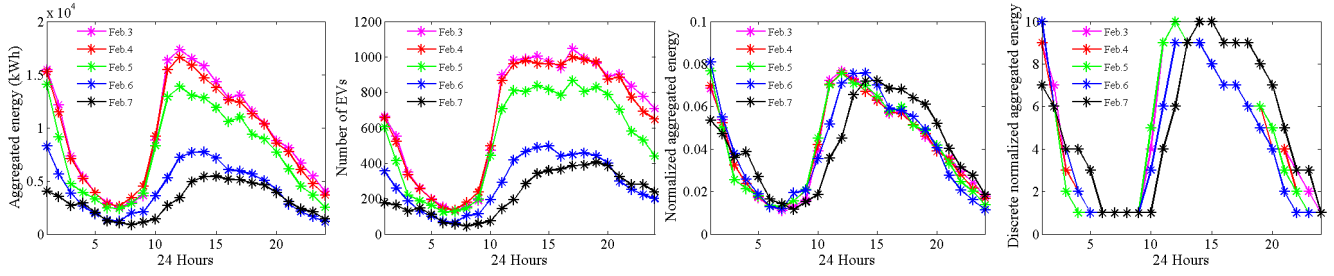 2 x 10^4
1.5
1
0.5
0
5
10
15
20
24 Hours
Aggregated energy (kWh)
Feb.3
Feb.4
Feb.5
Feb.6
Feb.7
1200
1000
800
600
400
200
0
5
10
15
20
24 Hours
Number of EVs
Feb.3
Feb.4
Feb.5
Feb.6
Feb.7
0.1
0.08
0.06
0.04
0.02
0
5
10
15
20
24 Hours
Normalized aggregated energy
Feb.3
Feb.4
Feb.5
Feb.6
Feb.7
10
8
6
4
2
0
5
10
15
20
24 Hours
Discrete normalized aggregated energy
Feb.3
Feb.4
Feb.5
Feb.6
Feb.7